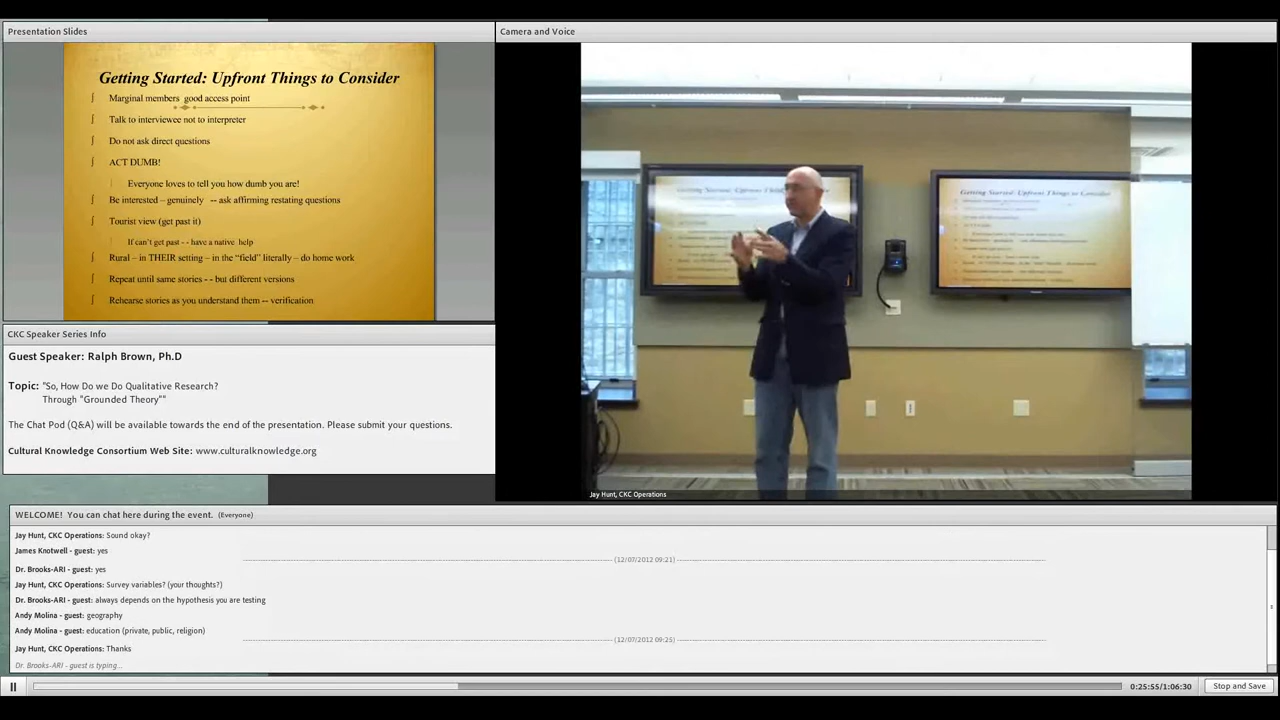 Presentation Slides
Getting Started: Upfront Things to Consider
Marginal members good access point
Talk to interviewee not to interpreter
Do not ask direct questions
ACT DUMB!
Everyone loves to tell you how dumb you are!
Be interested – genuinely -- ask affirming restating questions
Tourist view (get past it)
If can't get past - - have a native help
Rural – in THEIR setting – in the "field" literally – do home work
Repeat until same stories - - but different versions
Rehearse stories as you understand them -- verification
CKC Speaker Series Info
Guest Speaker: Ralph Brown, Ph.D
Topic: "So, How Do we Do Qualitative Research?
Through "Grounded Theory""
The Chat Pod (Q&A) will be available towards the end of the presentation. Please submit your questions.
Cultural Knowledge Consortium Web Site: www.culturalknowledge.org
Camera and Voice
Getting Started: Upfront Things to Consider
Jay Hunt, CKC Operations
WELCOME! You can chat here during the event. (Everyone)
Jay Hunt, CKC Operations: Sound okay?
James Knotwell - guest: yes
(12/07/2012 09:21)
Dr. Brooks-ARI - guest: yes
Jay Hunt, CKC Operations: Survey variables? (your thoughts?)
Dr. Brooks-ARI - guest: always depends on the hypothesis you are testing
Andy Molina - guest: geography
Andy Molina - guest: education (private, public, religion)
(12/07/2012 09:25)
Jay Hunt, CKC Operations: Thanks
Dr. Brooks-ARI - guest is typing...
0:25:55/1:06:30
Stop and Save